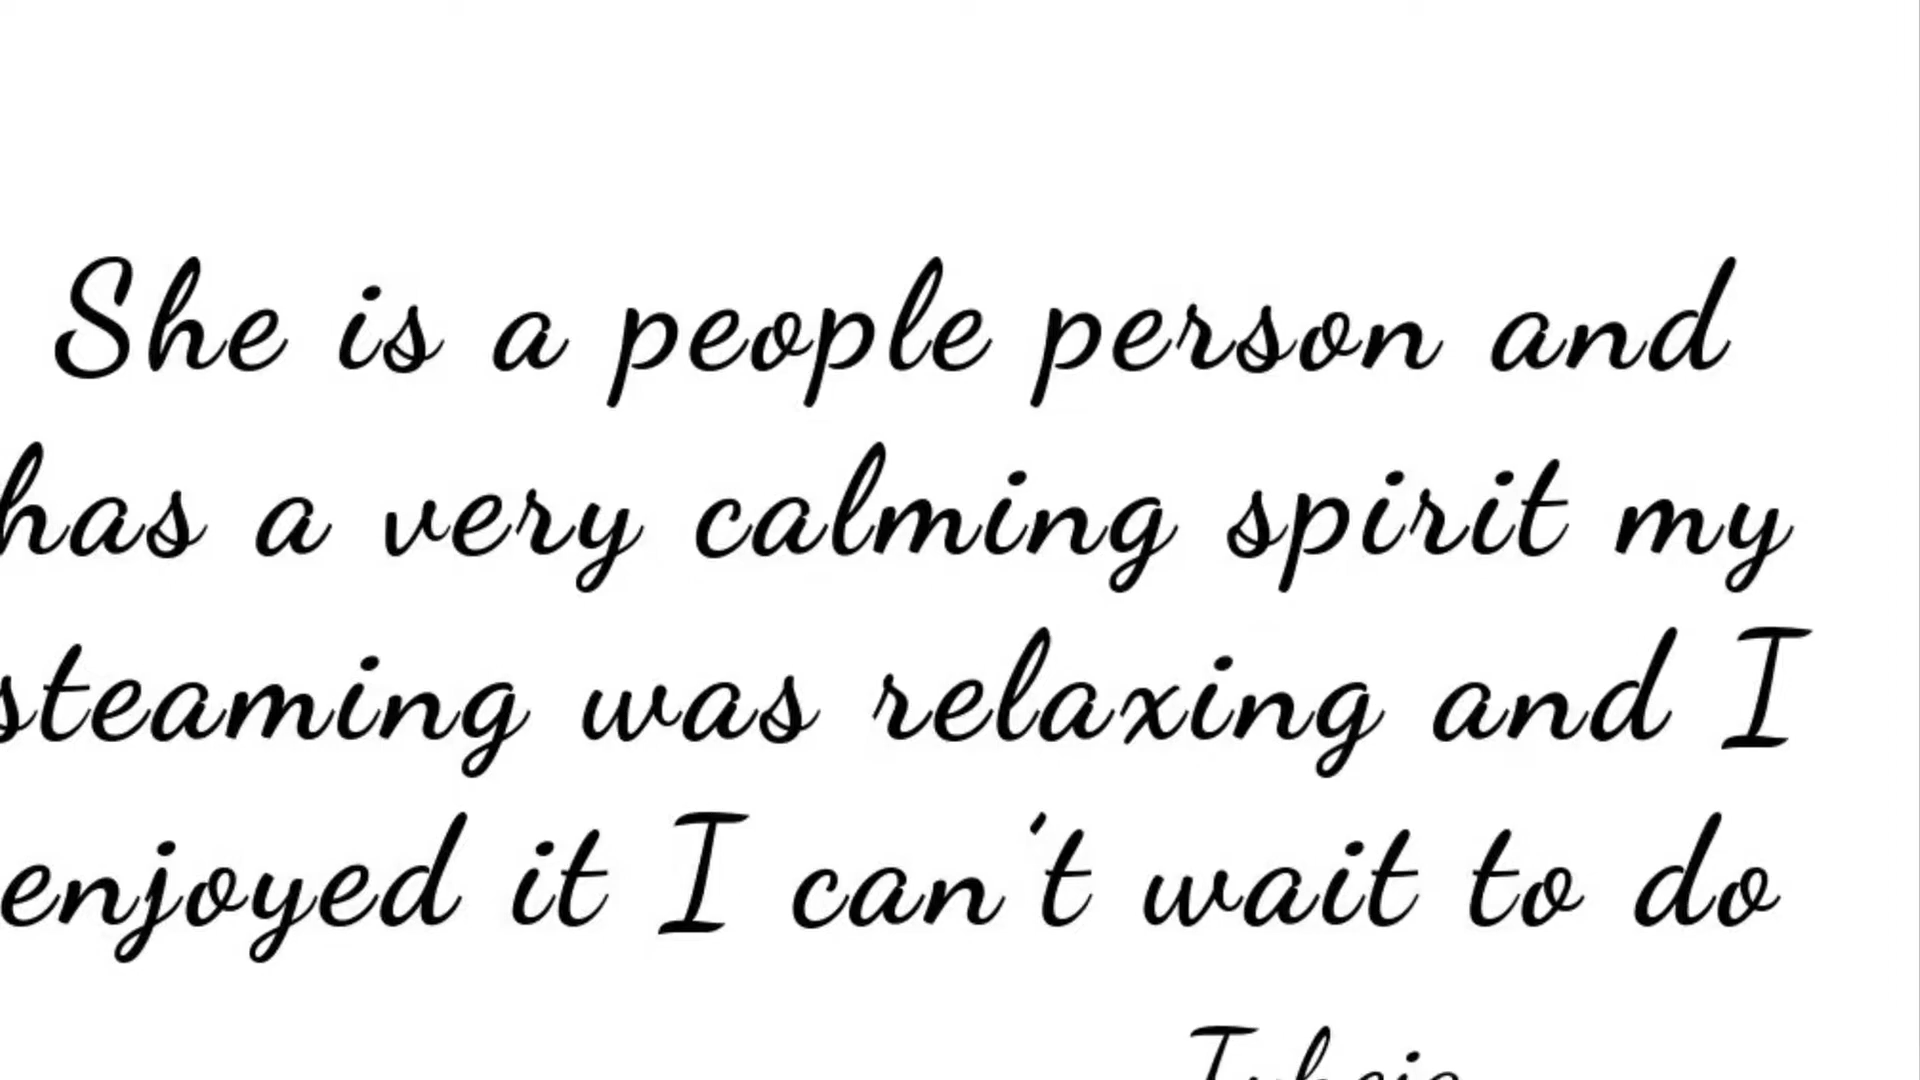 She is a people person and
has a very calming spirit my
steaming was relaxing and I
enjoyed it I can't wait to do